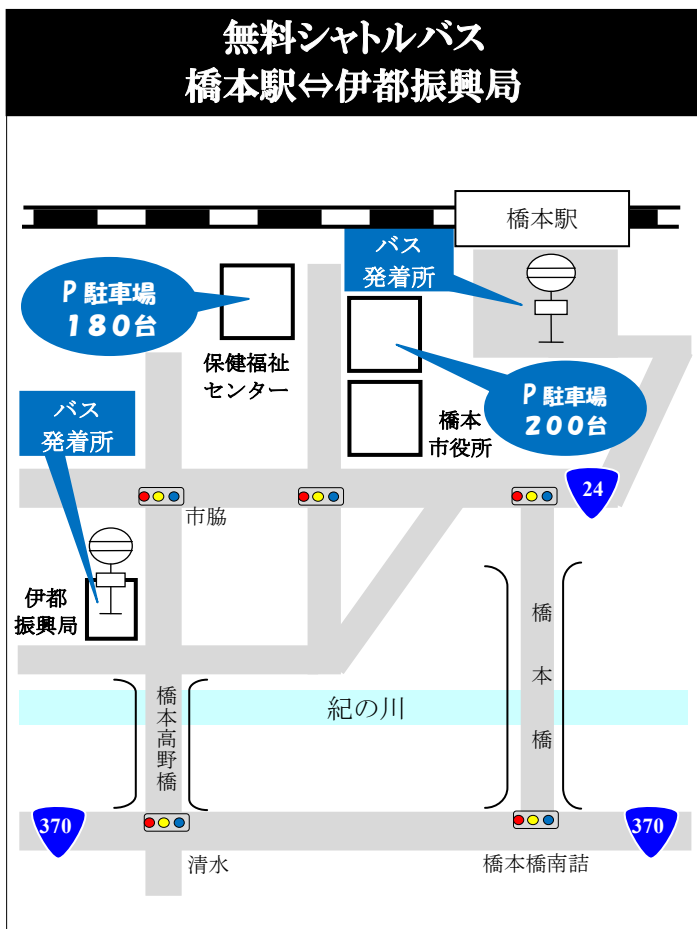 無料シャトルバス
橋本駅⇔伊都振興局
橋本駅
バス
発着所
P 駐車場
180台
保健福祉
センター
P 駐車場
200台
橋本
市役所
バス
発着所
24
市脇
伊都
振興局
橋本橋
橋本高野橋
紀の川
370
370
清水
橋本橋南詰